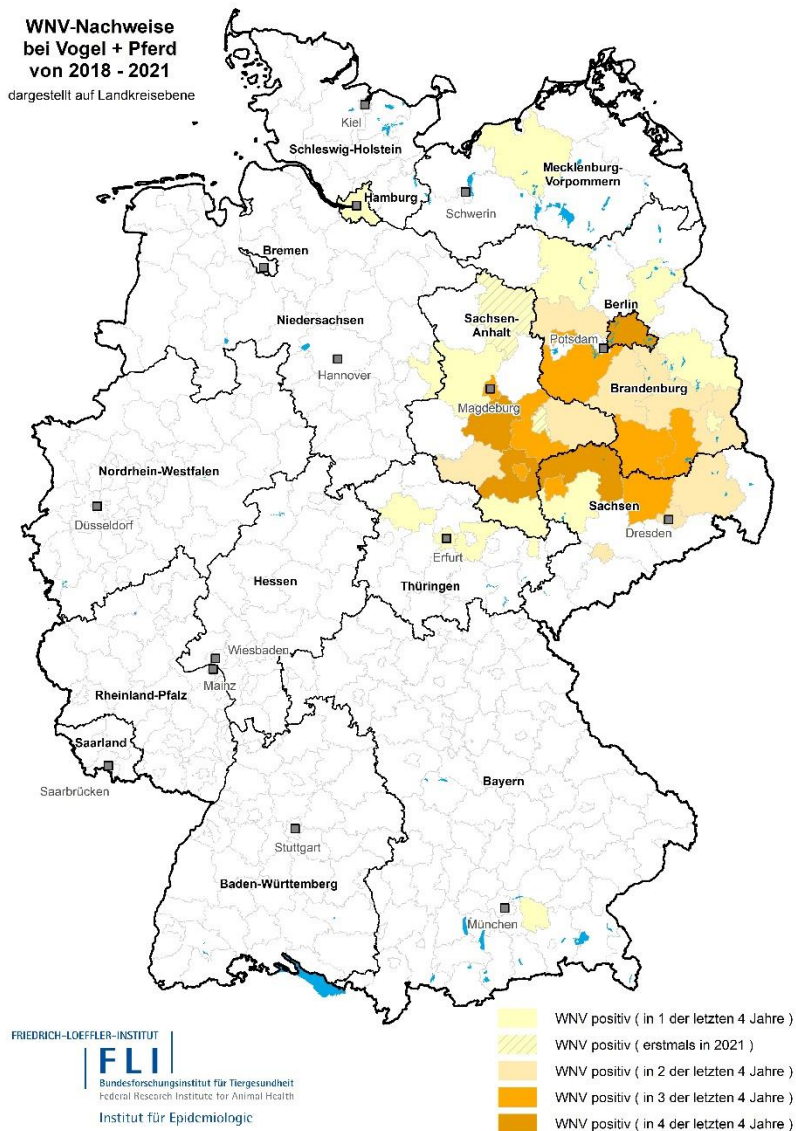 WNV-Nachweise
bei Vogel + Pferd
von 2018 - 2021
dargestellt auf Landkreisebene
Kiel
Schleswig-Holstein
Mecklenburg-
Vorpommern
Hamburg
Schwerin
Bremen
Niedersachsen
Sachsen-
Anhalt
Berlin
Potsdam
Hannover
Magdeburg
Brandenburg
Nordrhein-Westfalen
Düsseldorf
Sachsen
Dresden
Erfurt
Thüringen
Hessen
Wiesbaden
Mainz
Rheinland-Pfalz
Saarland
Saarbrücken
Bayern
Stuttgart
Baden-Württemberg
München
WNV positiv ( in 1 der letzten 4 Jahre )
WNV positiv ( erstmals in 2021 )
WNV positiv ( in 2 der letzten 4 Jahre )
WNV positiv ( in 3 der letzten 4 Jahre )
WNV positiv ( in 4 der letzten 4 Jahre )
FRIEDRICH-LOEFFLER-INSTITUT
FLI
Bundesforschungsinstitut für Tiergesundheit
Federal Research Institute for Animal Health
Institut für Epidemiologie